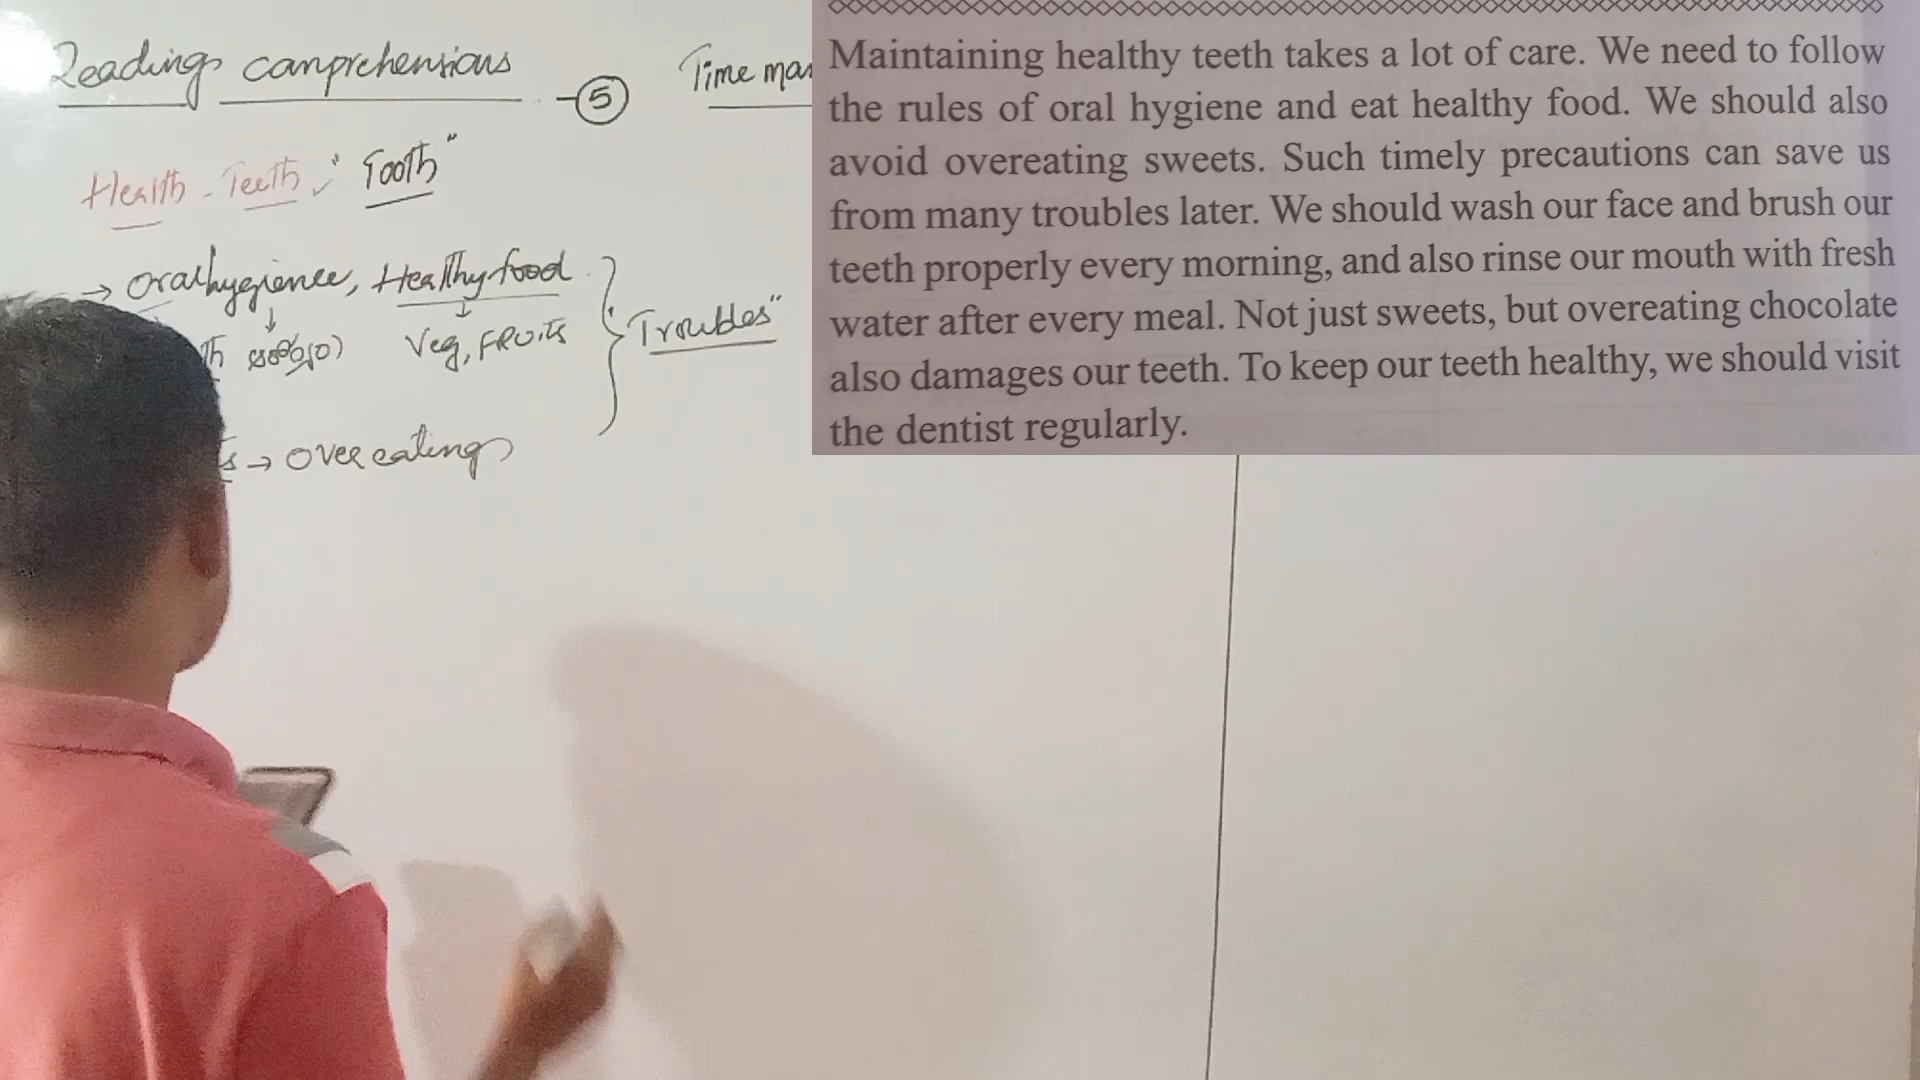 Readings comprehensions -⑤
Time man
Health - Teeth ✓ "Tooth"
→ oralhygience, Healthy food
↓ ↓
Veg, FRUITS
"Troubles"
s → over eating
Maintaining healthy teeth takes a lot of care. We need to follow
the rules of oral hygiene and eat healthy food. We should also
avoid overeating sweets. Such timely precautions can save us
from many troubles later. We should wash our face and brush our
teeth properly every morning, and also rinse our mouth with fresh
water after every meal. Not just sweets, but overeating chocolate
also damages our teeth. To keep our teeth healthy, we should visit
the dentist regularly.